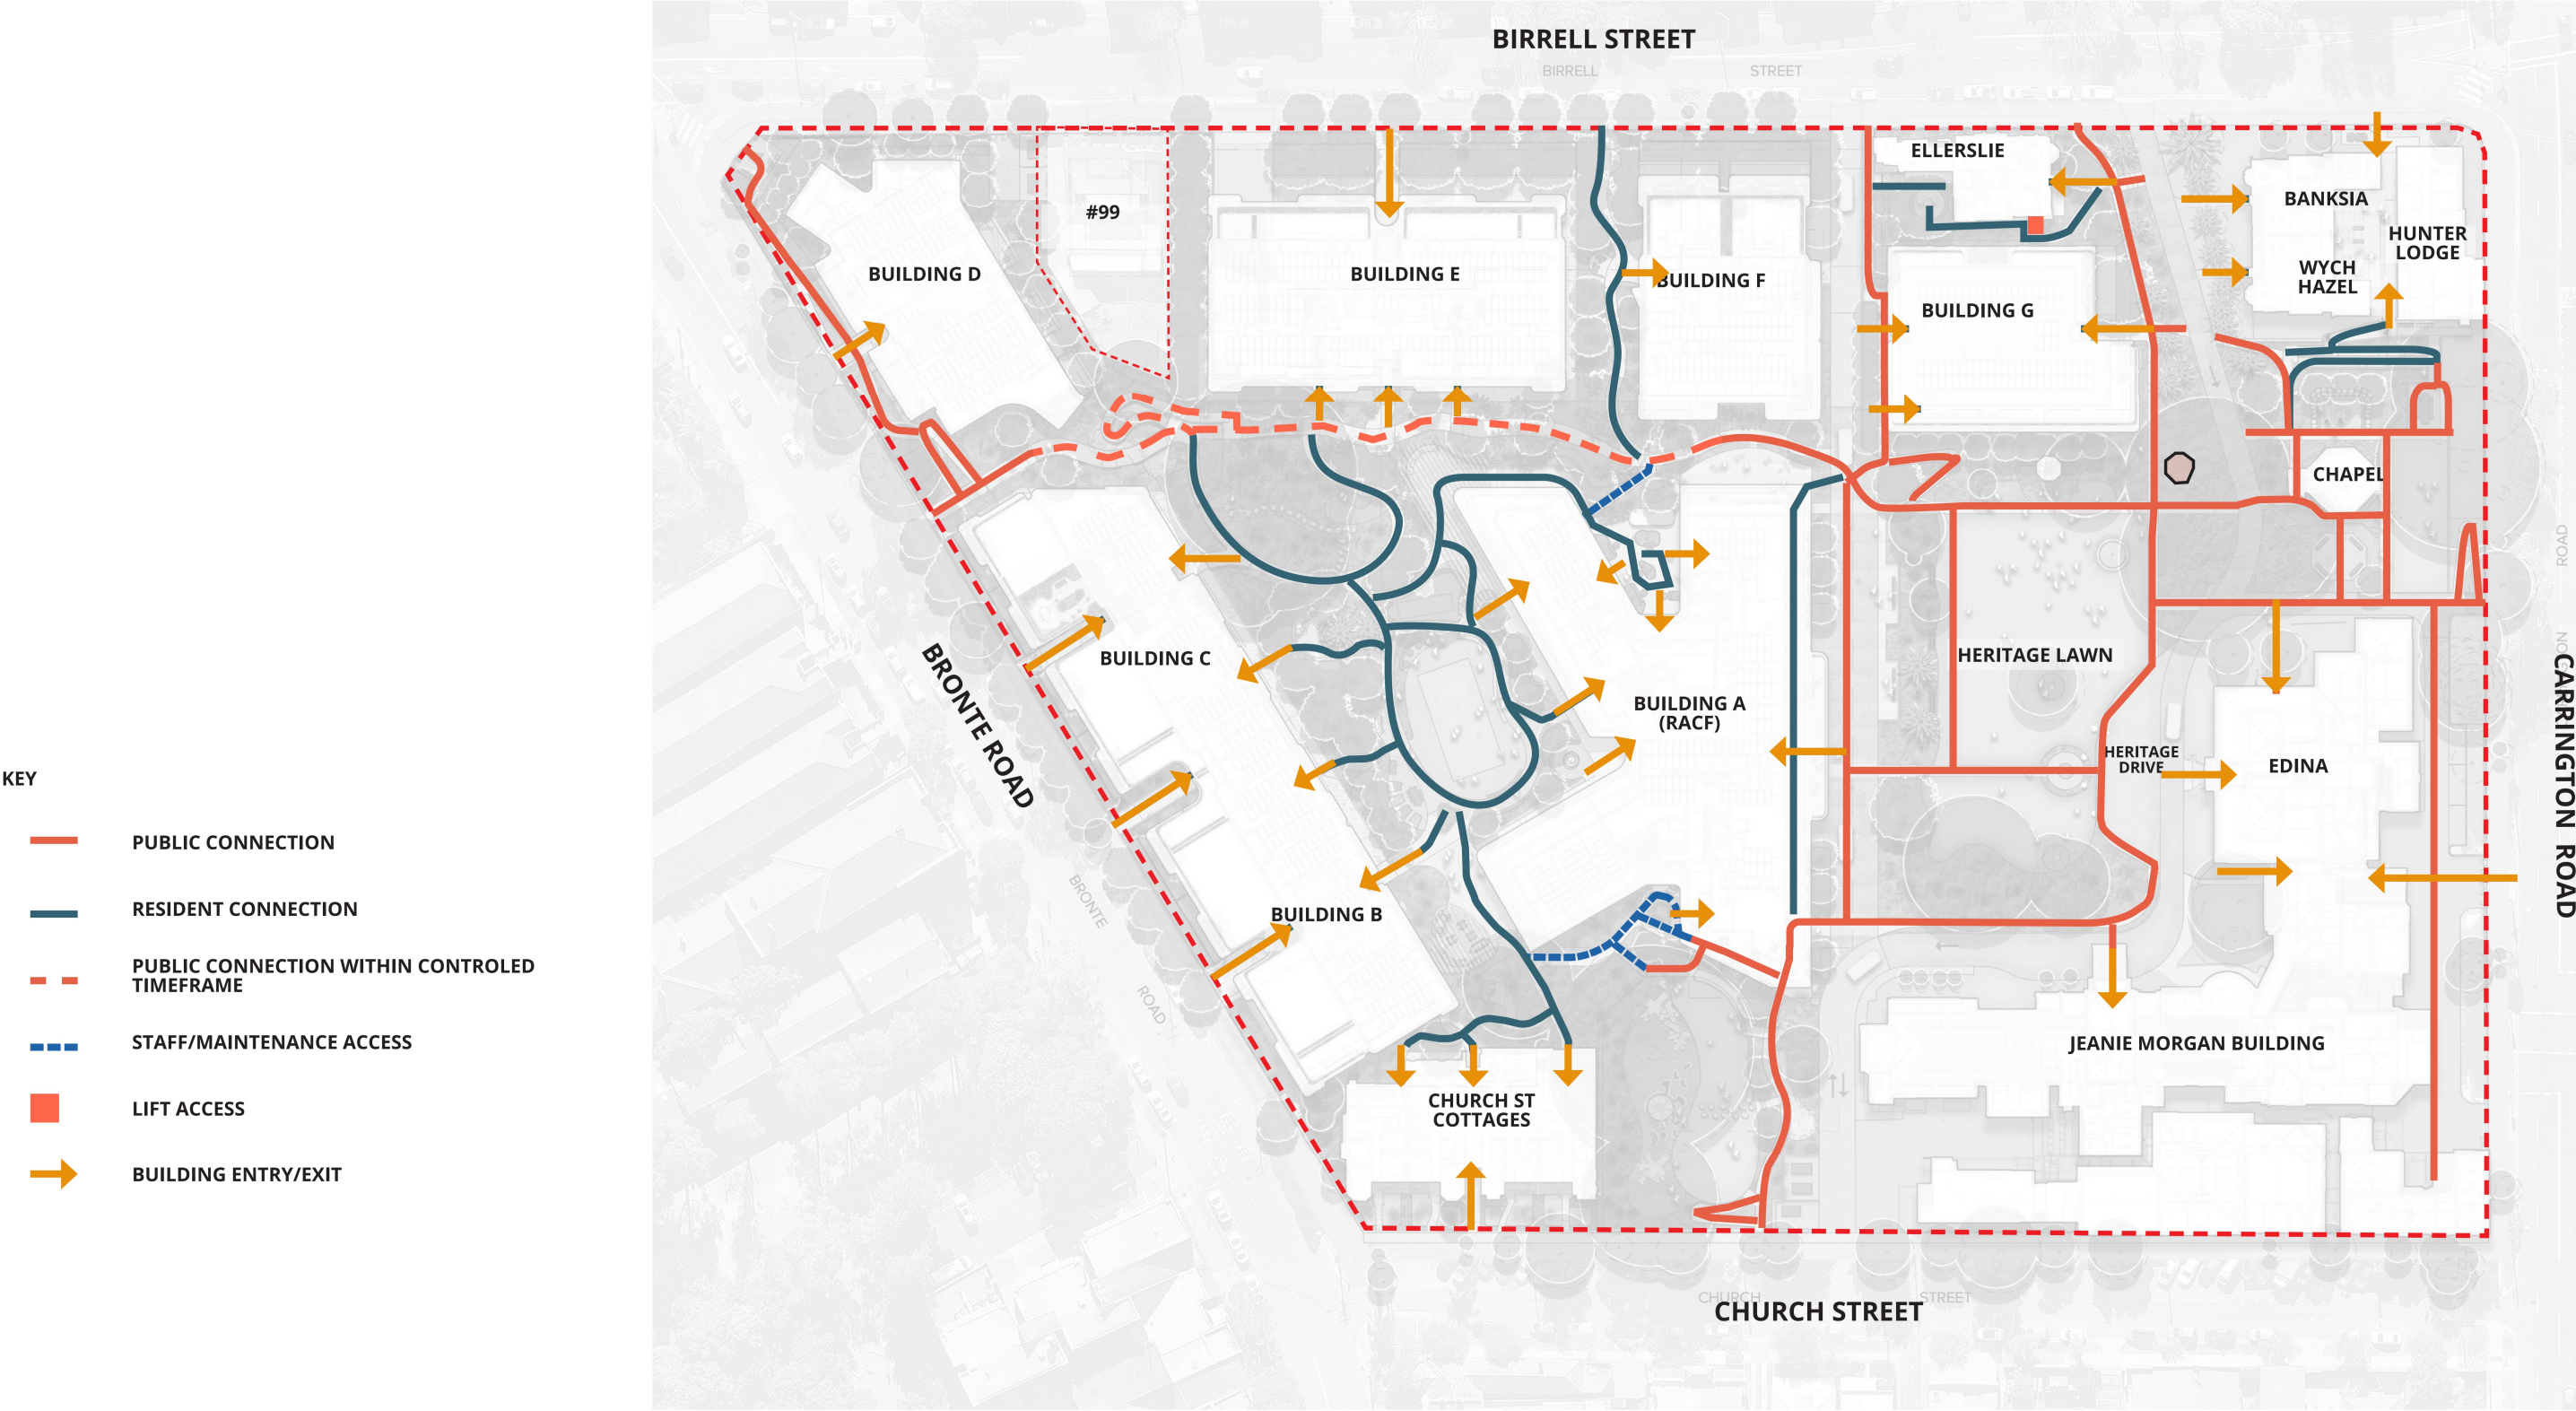 BIRRELL STREET
BIRRELL STREET
ELLERSLIE
BANKSIA
#99
HUNTER
LODGE
BUILDING D
BUILDING E
BUILDING F
WYCH
HAZEL
BUILDING G
CHAPEL
ROAD
BRONTE ROAD
BUILDING C
HERITAGE LAWN
CARRINGTON ROAD
BUILDING A
(RACF)
HERITAGE
DRIVE
EDINA
KEY
PUBLIC CONNECTION
RESIDENT CONNECTION
PUBLIC CONNECTION WITHIN CONTROLED
TIMEFRAME
STAFF/MAINTENANCE ACCESS
LIFT ACCESS
BUILDING ENTRY/EXIT
BRONTE
ROAD
BUILDING B
JEANIE MORGAN BUILDING
CHURCH ST
COTTAGES
CHURCH STREET
CHURCH STREET